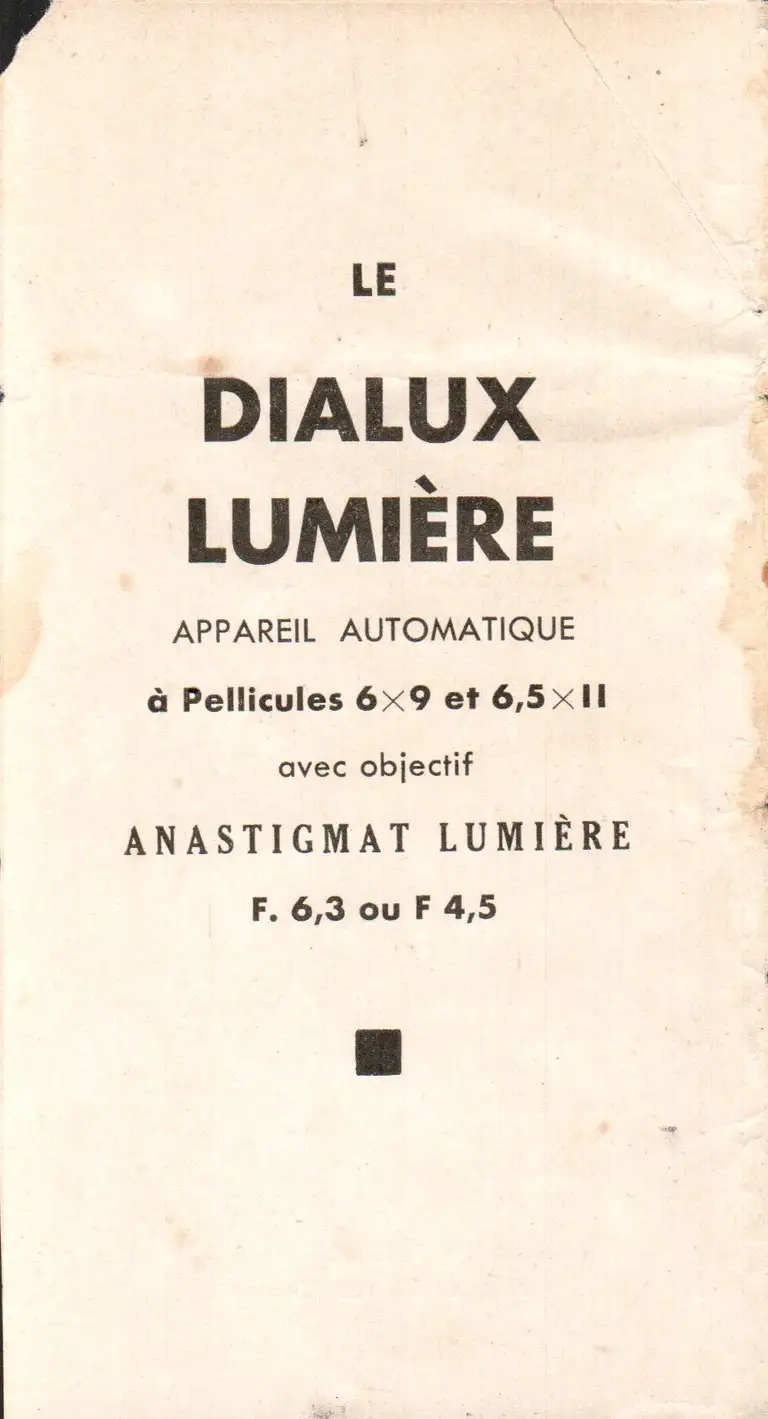 LE
DIALUX
LUMIÈRE
APPAREIL AUTOMATIQUE
à Pellicules 6×9 et 6,5×11
avec objectif
ANASTIGMAT LUMIÈRE
F. 6,3 ou F 4,5